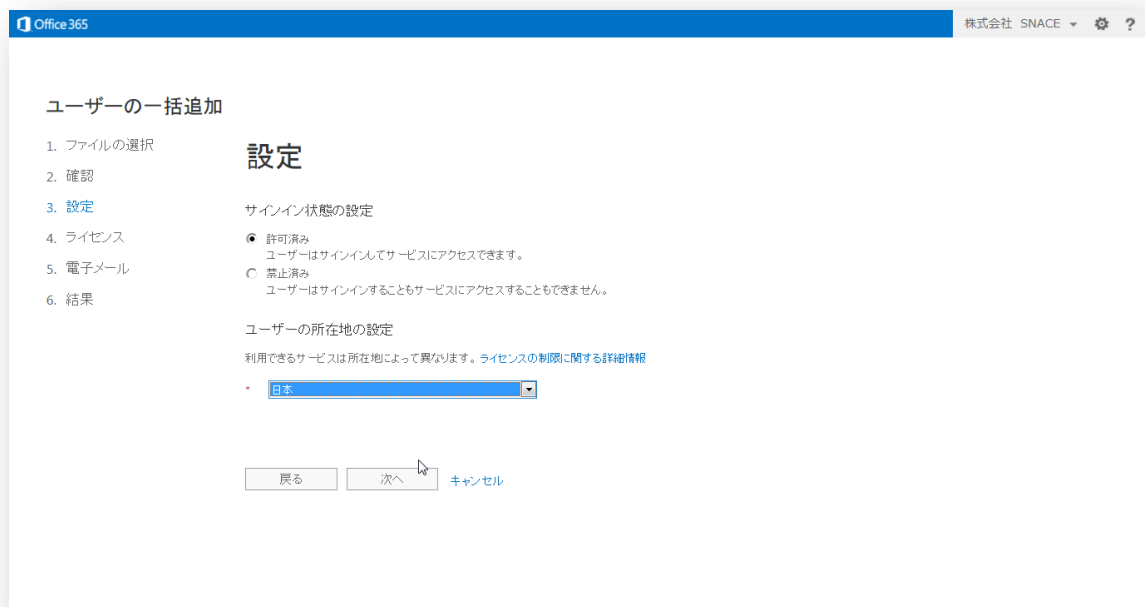 Office 365
株式会社 SNACE
?
ユーザーの一括追加
1. ファイルの選択
2. 確認
3. 設定
4. ライセンス
5. 電子メール
6. 結果
設定
サインイン状態の設定
許可済み
ユーザーはサインインしてサービスにアクセスできます。
禁止済み
ユーザーはサインインすることもサービスにアクセスすることもできません。
ユーザーの所在地の設定
利用できるサービスは所在地によって異なります。ライセンスの制限に関する詳細情報
* 日本
戻る 次へ キャンセル